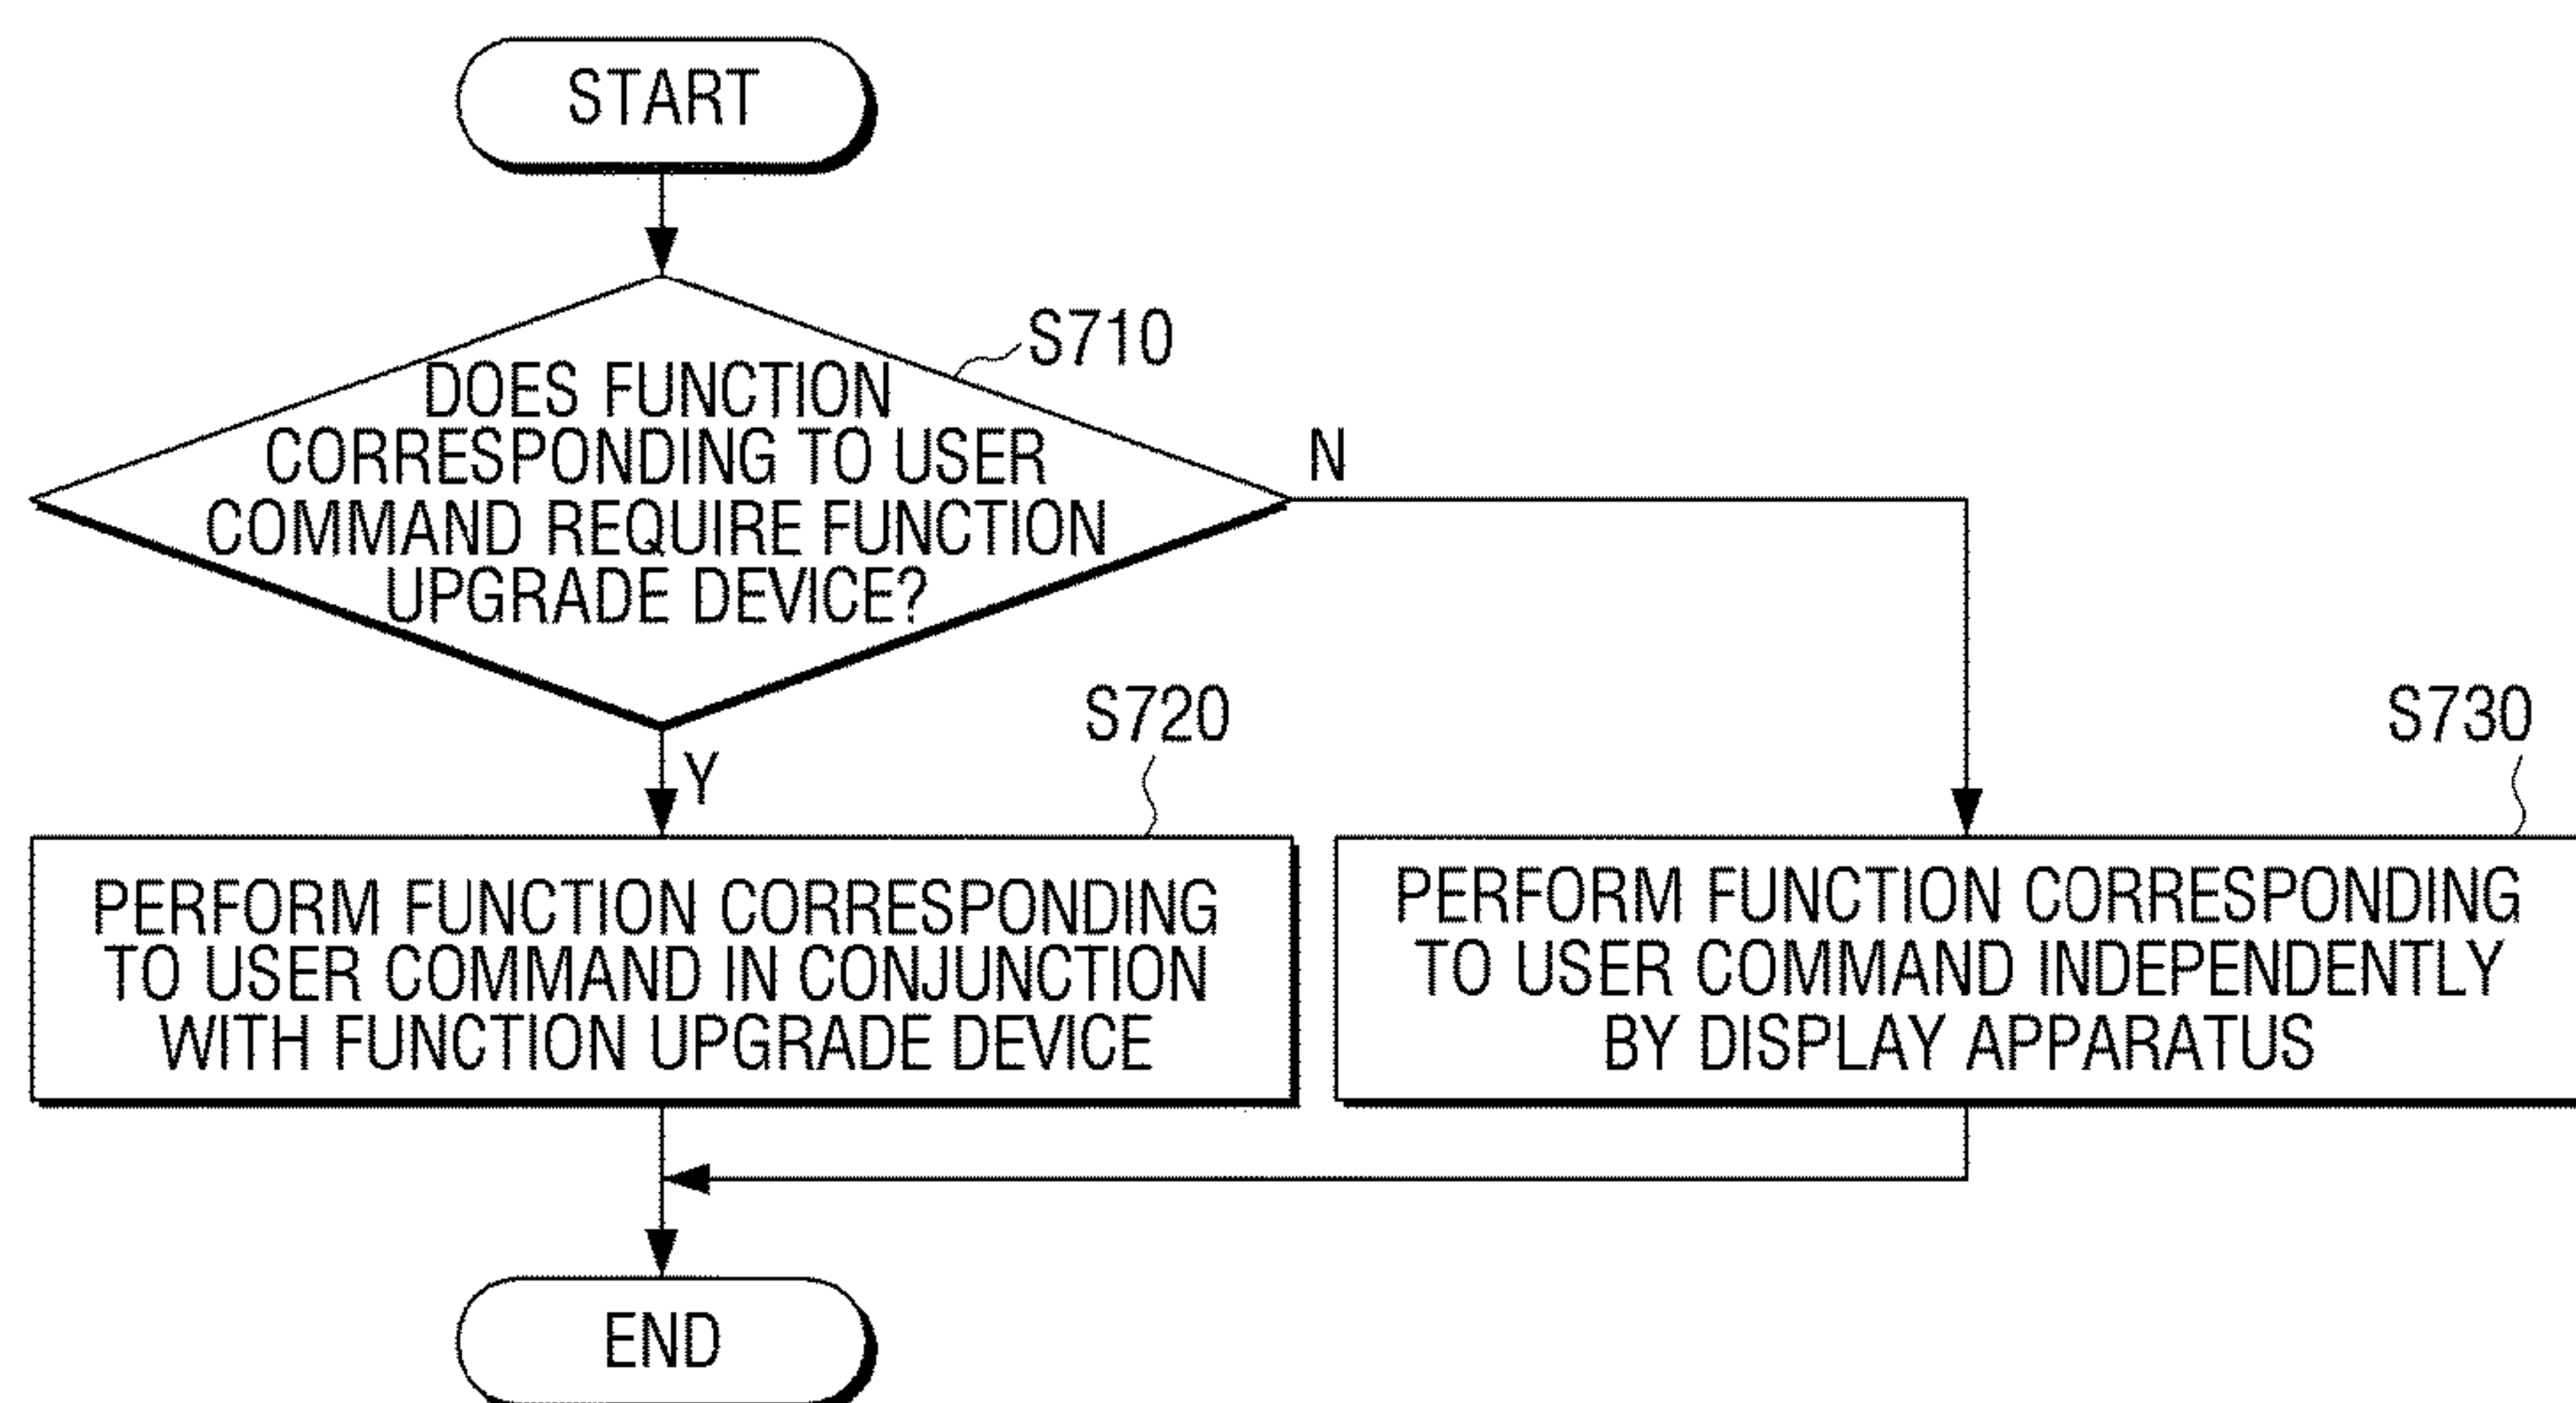 START
S710
DOES FUNCTION
CORRESPONDING TO USER
COMMAND REQUIRE FUNCTION
UPGRADE DEVICE?
N
Y
S720
PERFORM FUNCTION CORRESPONDING
TO USER COMMAND IN CONJUNCTION
WITH FUNCTION UPGRADE DEVICE
S730
PERFORM FUNCTION CORRESPONDING
TO USER COMMAND INDEPENDENTLY
BY DISPLAY APPARATUS
END